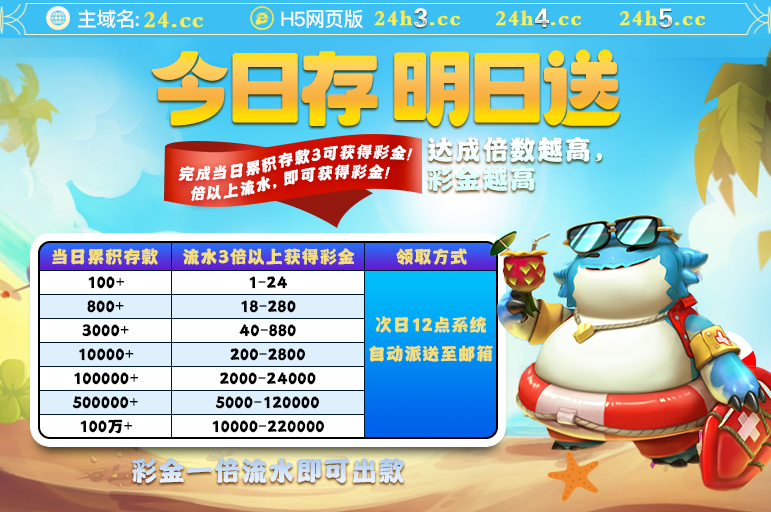 主域名: 24.cc H5网页版 24h3.cc 24h4.cc 24h5.cc
今日存 明日送
完成当日累积存款3可获得彩金!
倍以上流水, 即可获得彩金!
达成倍数越高,
彩金越高
当日累积存款 流水3倍以上获得彩金 领取方式
100+ 1-24
800+ 18-280
3000+ 40-880
10000+ 200-2800
100000+ 2000-24000
500000+ 5000-120000
100万+ 10000-220000
次日12点系统
自动派送至邮箱
彩金一倍流水即可出款